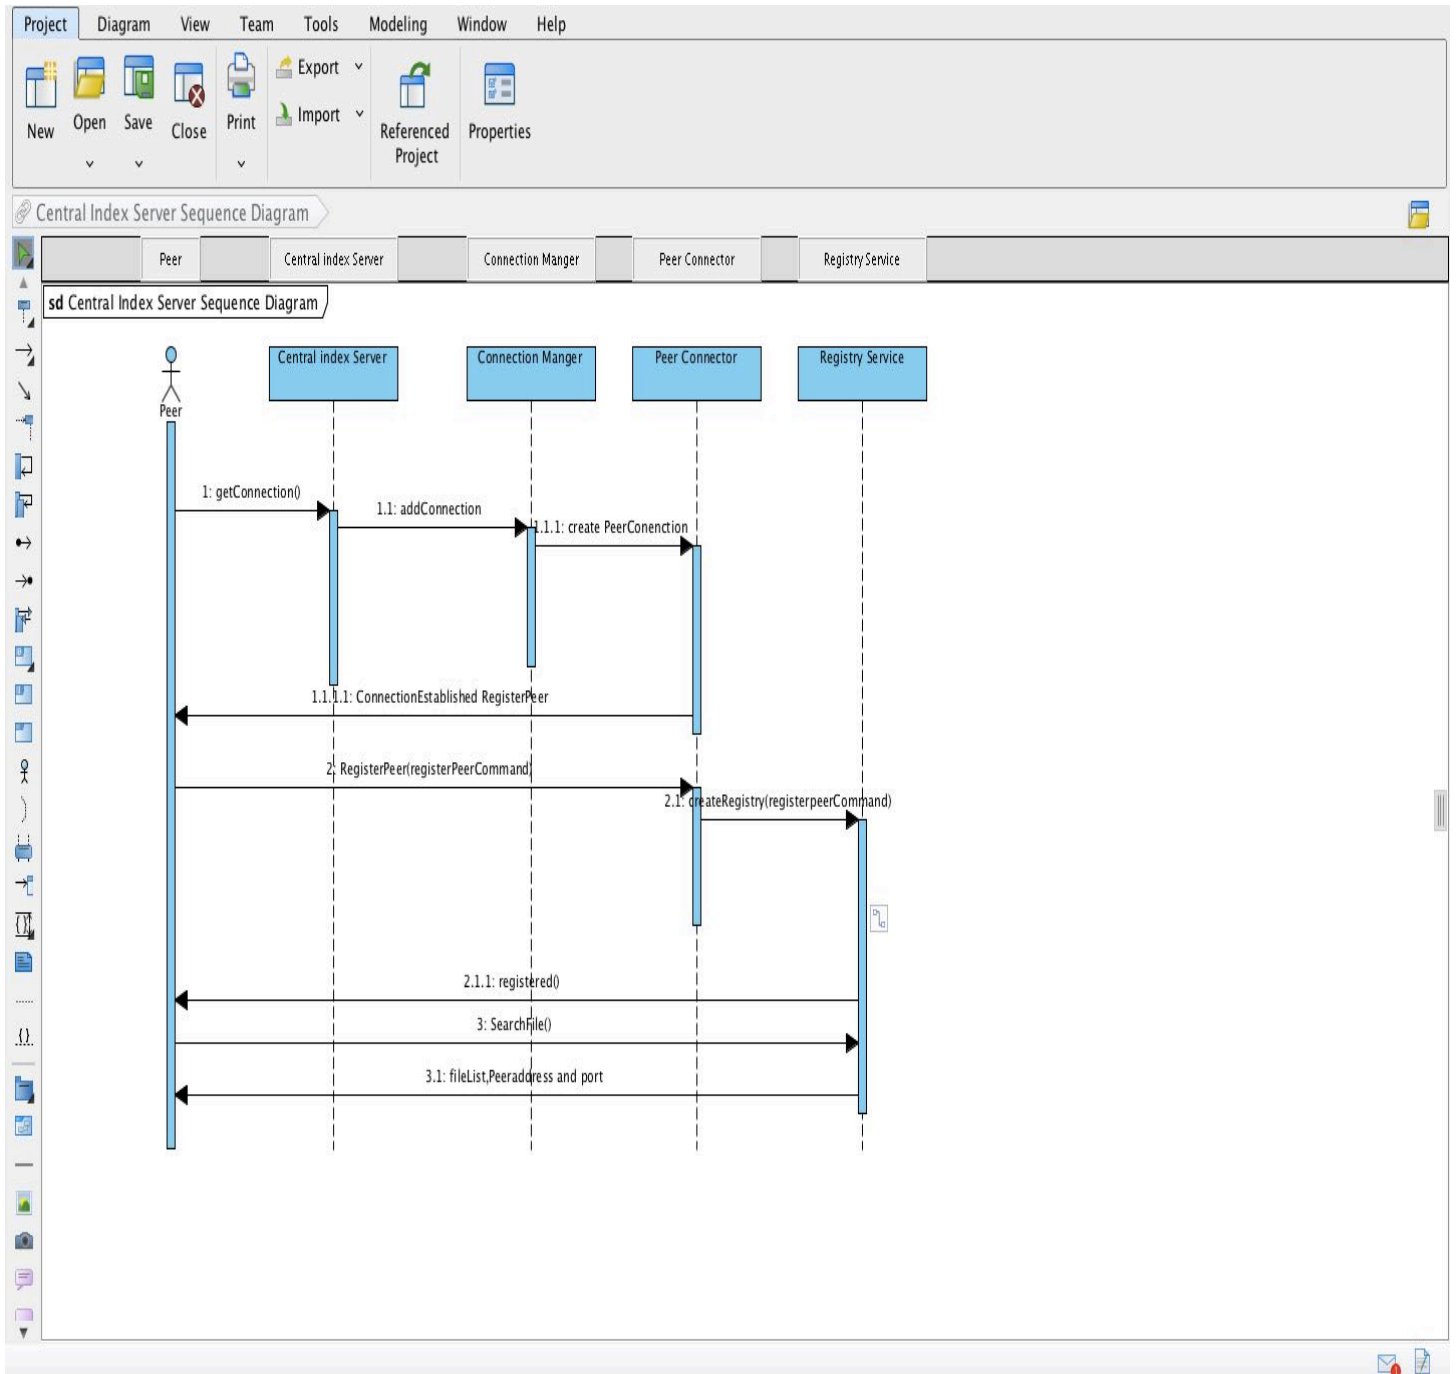 Project Diagram View Team Tools Modeling Window Help
New Open Save Close Print Export Import Referenced Project Properties
Central Index Server Sequence Diagram
Peer Central index Server Connection Manger Peer Connector Registry Service
sd Central Index Server Sequence Diagram
Peer
Central index Server Connection Manger Peer Connector Registry Service
1: getConnection()
1.1: addConnection
1.1.1: create PeerConenction
1.1.1.1: ConnectionEstablished RegisterPeer
2: RegisterPeer(registerPeerCommand)
2.1: createRegistry(registerpeerCommand)
2.1.1: registered()
3: SearchFile()
3.1: fileList,Peeraddress and port